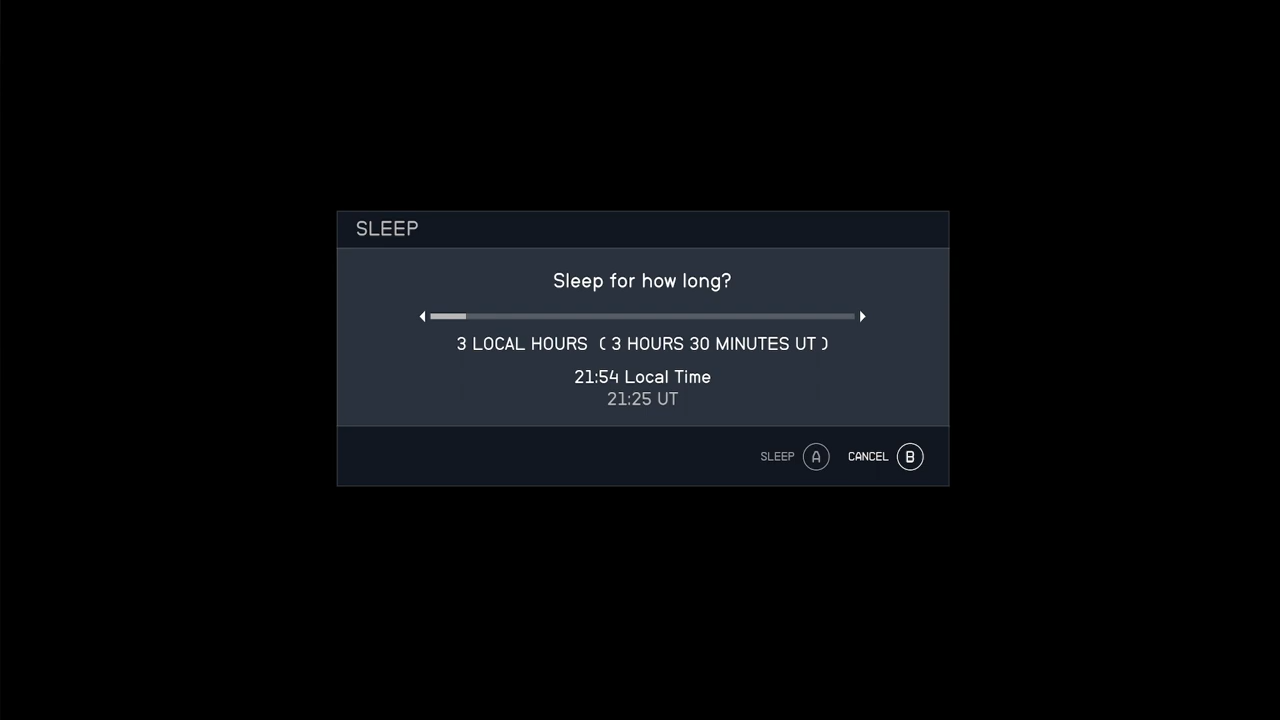 SLEEP
Sleep for how long?
3 LOCAL HOURS ( 3 HOURS 30 MINUTES UT )
21:54 Local Time
21:25 UT
SLEEP A CANCEL B